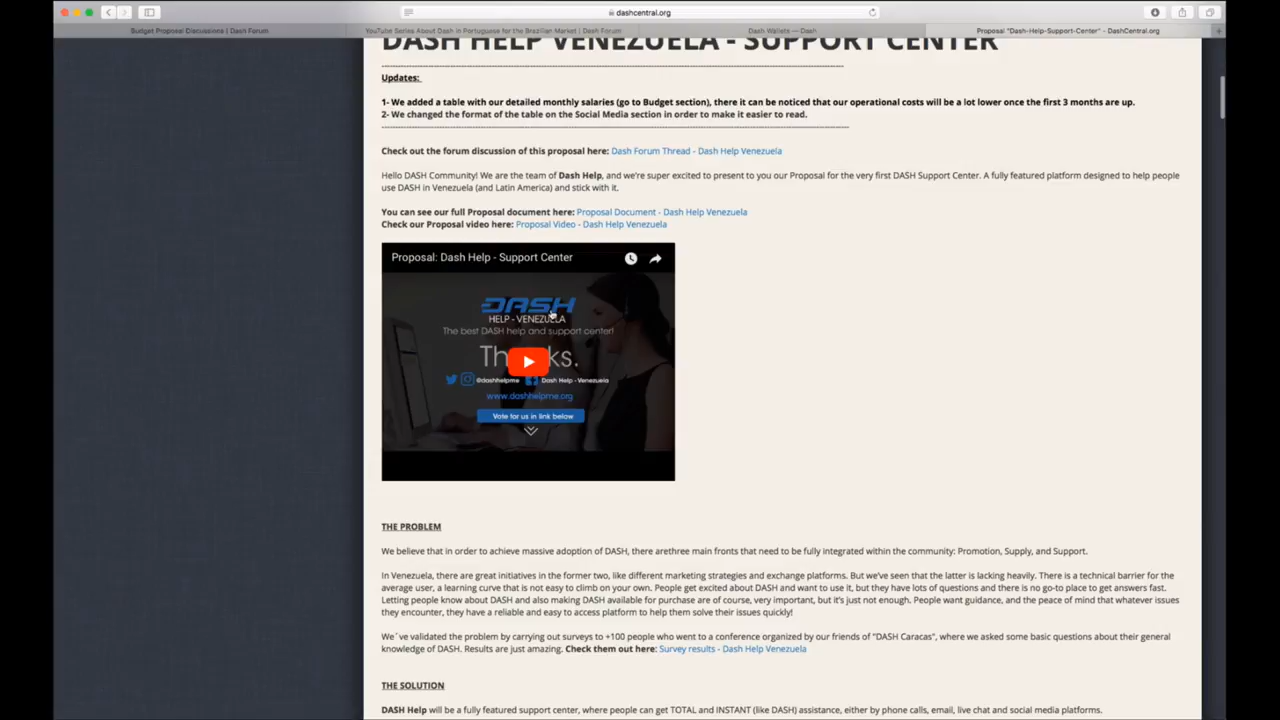 dashcentral.org
Budget Proposal Discussions | Dash Forum
YouTube Series About Dash in Portuguese for the Brazilian Market | Dash Forum
Dash Wallets — Dash
Proposal "Dash-Help-Support-Center" - DashCentral.org
DASH HELP VENEZUELA - SUPPORT CENTER
Updates:
1- We added a table with our detailed monthly salaries (go to Budget section), there it can be noticed that our operational costs will be a lot lower once the first 3 months are up.
2- We changed the format of the table on the Social Media section in order to make it easier to read.
Check out the forum discussion of this proposal here: Dash Forum Thread - Dash Help Venezuela
Hello DASH Community! We are the team of Dash Help, and we're super excited to present to you our Proposal for the very first DASH Support Center. A fully featured platform designed to help people
use DASH in Venezuela (and Latin America) and stick with it.
You can see our full Proposal document here: Proposal Document - Dash Help Venezuela
Check our Proposal video here: Proposal Video - Dash Help Venezuela
Proposal: Dash Help - Support Center
DASH
HELP - VENEZUELA
The best DASH help and support center!
Thanks.
@dashhelpme Dash Help - Venezuela
www.dashhelpme.org
Vote for us in link below
THE PROBLEM
We believe that in order to achieve massive adoption of DASH, there arethree main fronts that need to be fully integrated within the community: Promotion, Supply, and Support.
In Venezuela, there are great initiatives in the former two, like different marketing strategies and exchange platforms. But we've seen that the latter is lacking heavily. There is a technical barrier for the
average user, a learning curve that is not easy to climb on your own. People get excited about DASH and want to use it, but they have lots of questions and there is no go-to place to get answers fast.
Letting people know about DASH and also making DASH available for purchase are of course, very important, but it's just not enough. People want guidance, and the peace of mind that whatever issues
they encounter, they have a reliable and easy to access platform to help them solve their issues quickly!
We´ve validated the problem by carrying out surveys to +100 people who went to a conference organized by our friends of "DASH Caracas", where we asked some basic questions about their general
knowledge of DASH. Results are just amazing. Check them out here: Survey results - Dash Help Venezuela
THE SOLUTION
DASH Help will be a fully featured support center, where people can get TOTAL and INSTANT (like DASH) assistance, either by phone calls, email, live chat and social media platforms.